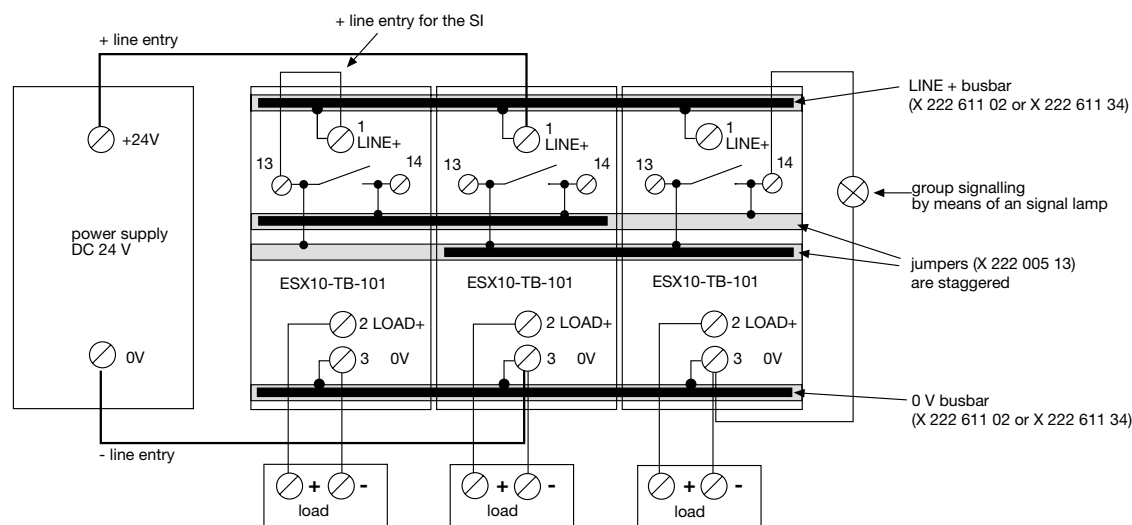 + line entry for the SI
+ line entry
LINE + busbar
(X 222 611 02 or X 222 611 34)
+24V
1
LINE+
1
LINE+
1
LINE+
13
14
13
14
13
14
group signalling
by means of an signal lamp
power supply
DC 24 V
jumpers (X 222 005 13)
are staggered
ESX10-TB-101
ESX10-TB-101
ESX10-TB-101
2 LOAD+
2 LOAD+
2 LOAD+
0V
3 0V
3 0V
3 0V
0 V busbar
(X 222 611 02 or X 222 611 34)
- line entry
+ -
+ -
+ -
load
load
load